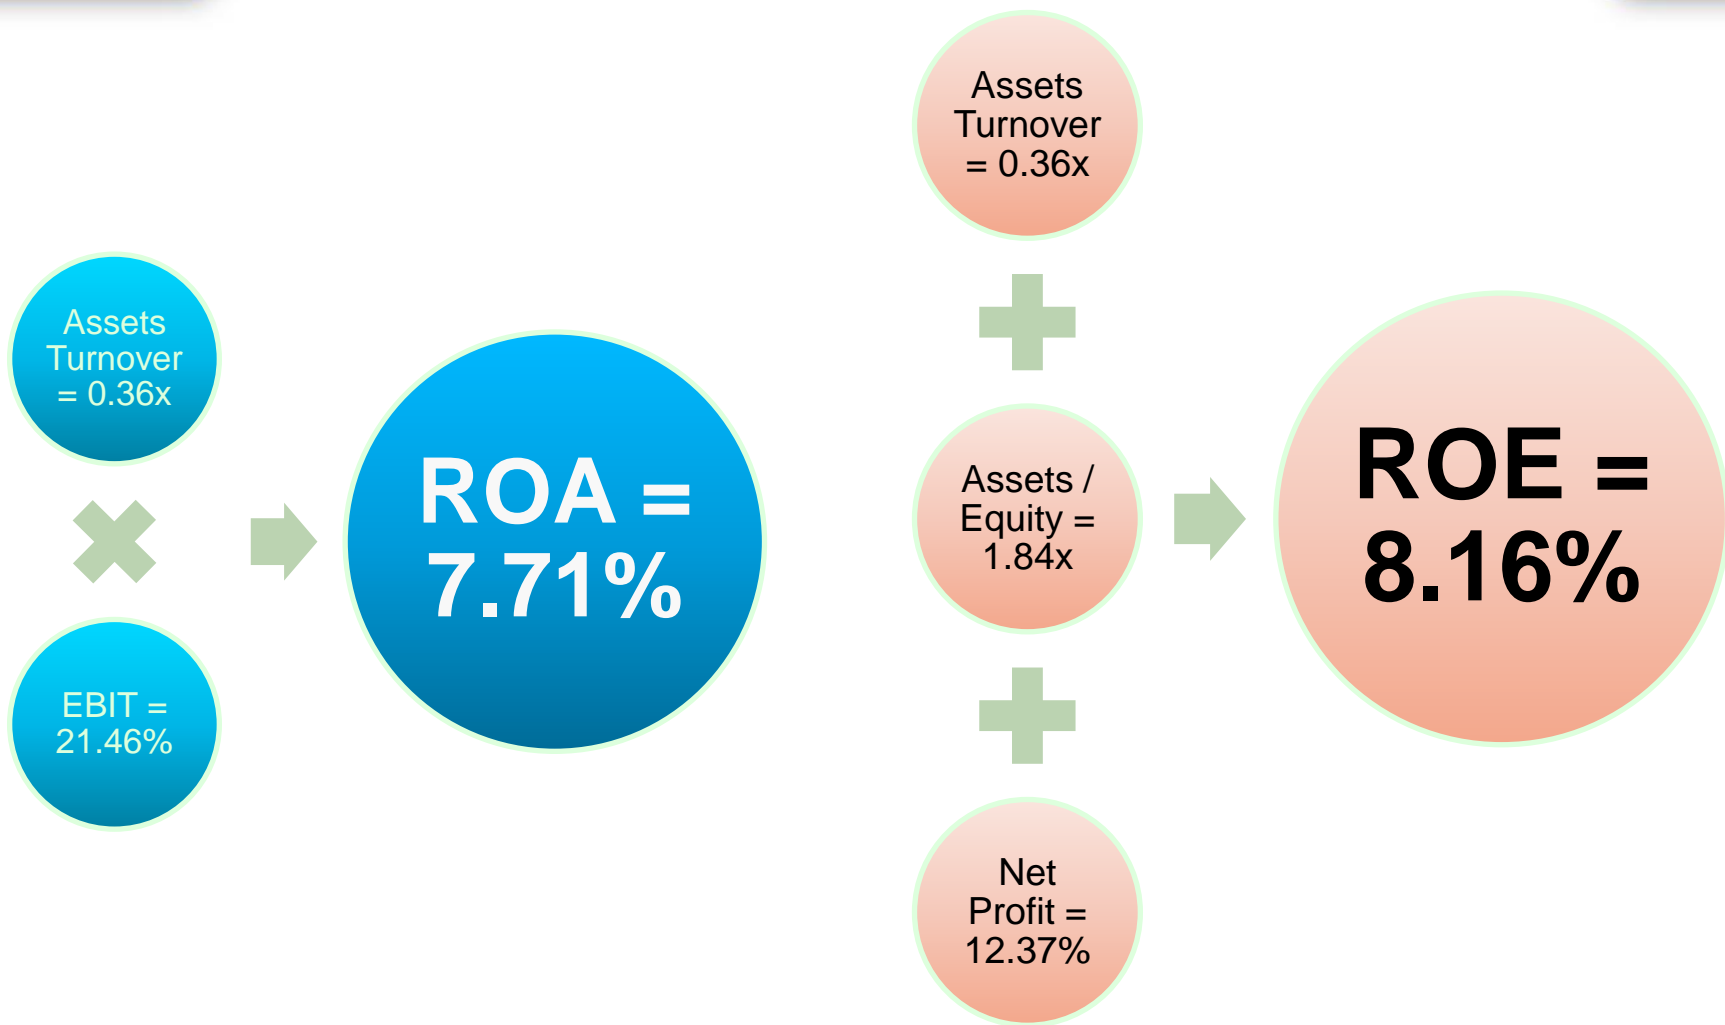 Assets
Turnover
= 0.36x
EBIT =
21.46%
ROA =
7.71%
Assets
Turnover
= 0.36x
Assets /
Equity =
1.84x
Net
Profit =
12.37%
ROE =
8.16%